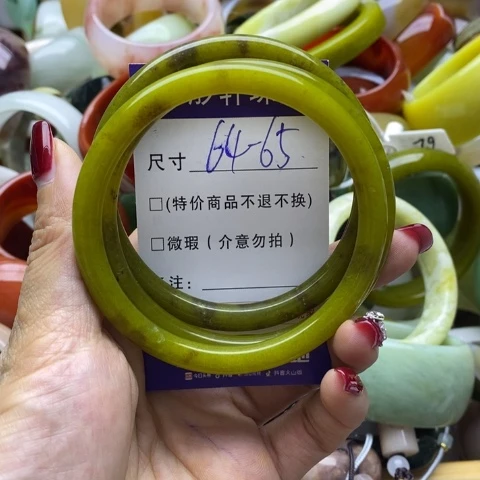 尺寸 64-65
□(特价商品不退不换)
□微瑕(介意勿拍)
注:
79